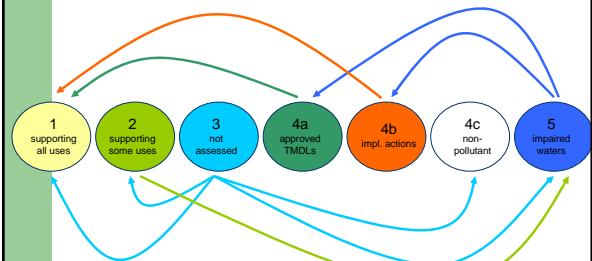 1
supporting
all uses
2
supporting
some uses
3
not
assessed
4a
approved
TMDLs
4b
impl. actions
4c
non-
pollutant
5
impaired
waters